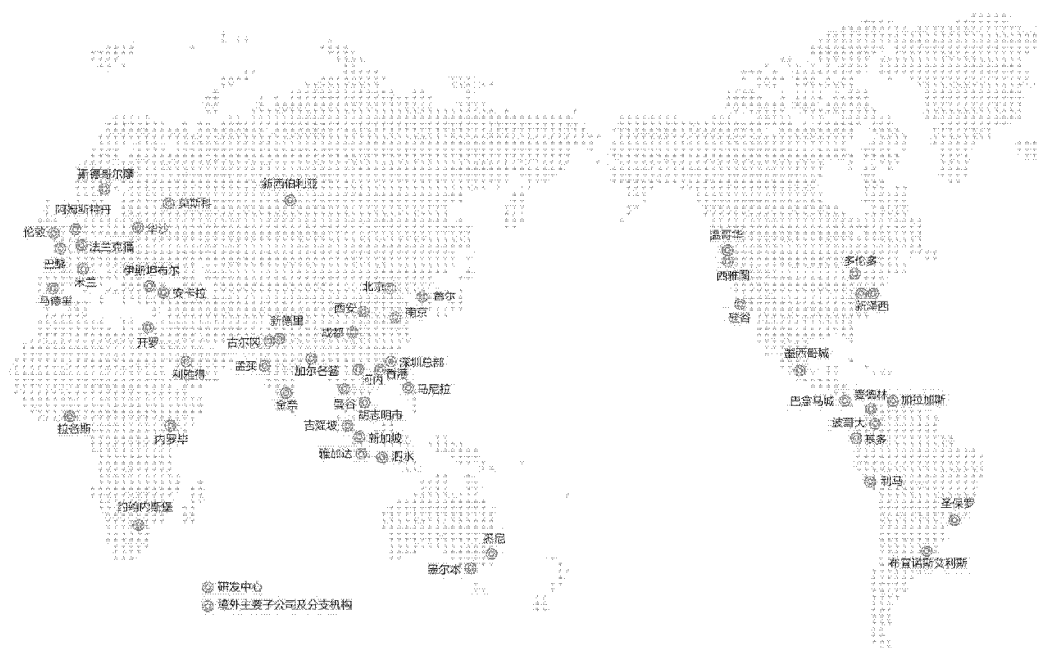 斯德哥尔摩
新西伯利亚
莫斯科
阿姆斯特丹
伦敦
华沙
温哥华
法兰克福
多伦多
巴黎
伊斯坦布尔
西雅图
米兰
北京
安卡拉
首尔
马德里
新泽西
西安
硅谷
南京
新德里
成都
开罗
古尔冈
墨西哥城
深圳总部
孟买
加尔各答
香港
利雅得
河内
马尼拉
麦德林
巴拿马城
加拉加斯
金奈
曼谷
胡志明市
波哥大
拉各斯
吉隆坡
内罗毕
新加坡
基多
雅加达
泗水
利马
圣保罗
约翰内斯堡
悉尼
布宜诺斯艾利斯
墨尔本
研发中心
境外主要子公司及分支机构